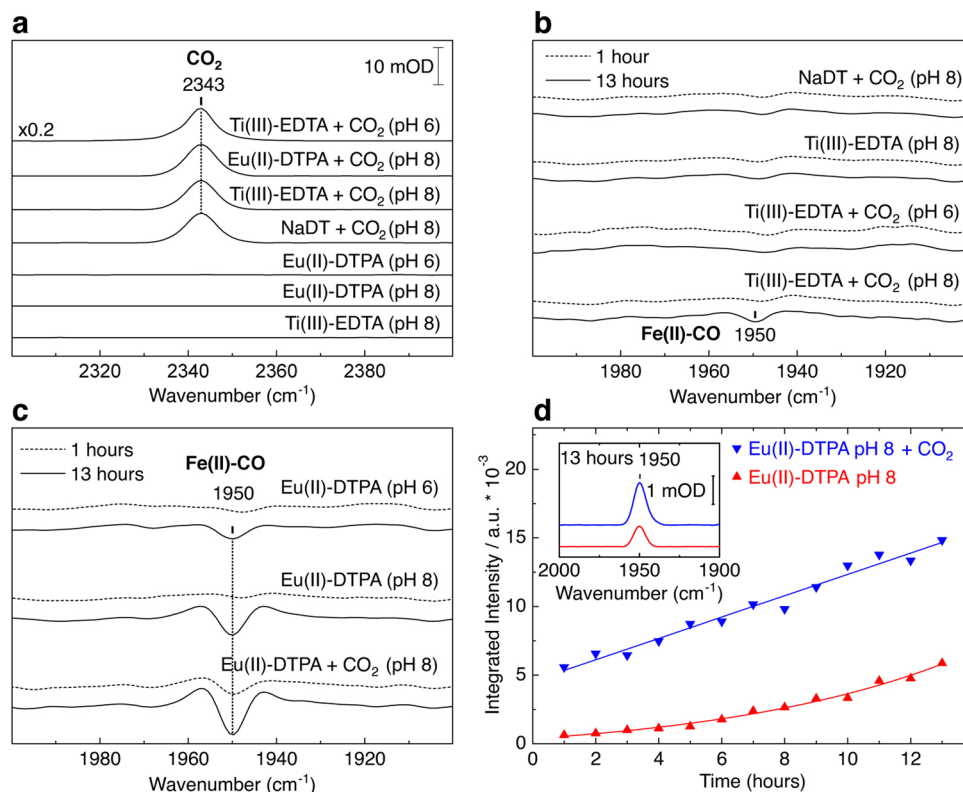 a
CO₂
2343
10 mOD
x0.2
Ti(III)-EDTA + CO₂ (pH 6)
Eu(II)-DTPA + CO₂ (pH 8)
Ti(III)-EDTA + CO₂ (pH 8)
NaDT + CO₂ (pH 8)
Eu(II)-DTPA (pH 6)
Eu(II)-DTPA (pH 8)
Ti(III)-EDTA (pH 8)
2320 2340 2360 2380
Wavenumber (cm⁻¹)
b
1 hour
13 hours
NaDT + CO₂ (pH 8)
Ti(III)-EDTA (pH 8)
Ti(III)-EDTA + CO₂ (pH 6)
Ti(III)-EDTA + CO₂ (pH 8)
Fe(II)-CO 1950
1980 1960 1940 1920
Wavenumber (cm⁻¹)
c
1 hours
13 hours
Fe(II)-CO
1950
Eu(II)-DTPA (pH 6)
Eu(II)-DTPA (pH 8)
Eu(II)-DTPA + CO₂ (pH 8)
1980 1960 1940 1920
Wavenumber (cm⁻¹)
d
Eu(II)-DTPA pH 8 + CO₂
Eu(II)-DTPA pH 8
13 hours 1950
1 mOD
2000 1950 1900
Wavenumber (cm⁻¹)
Integrated Intensity / a.u. * 10⁻³
20
15
10
5
0
0 2 4 6 8 10 12
Time (hours)